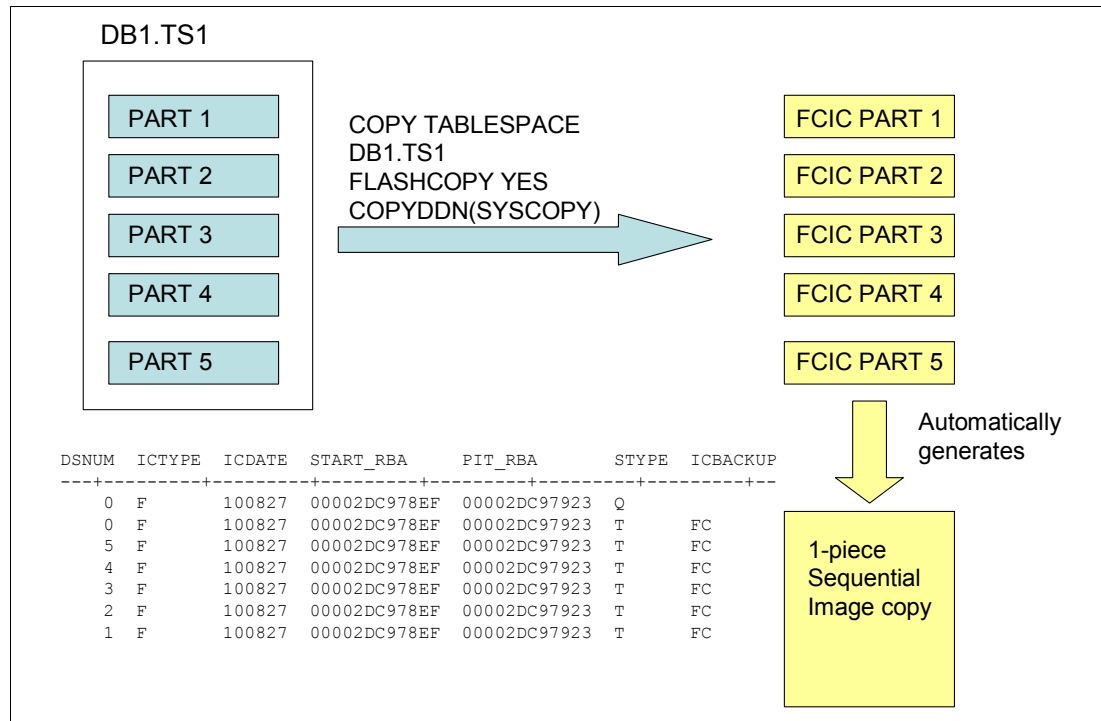 DB1.TS1
PART 1
PART 2
PART 3
PART 4
PART 5
COPY TABLESPACE
DB1.TS1
FLASHCOPY YES
COPYDDN(SYSCOPY)
FCIC PART 1
FCIC PART 2
FCIC PART 3
FCIC PART 4
FCIC PART 5
Automatically
generates
1-piece
Sequential
Image copy
DSNUM ICTYPE ICDATE START_RBA PIT_RBA STYPE ICBACKUP
---+---------+---------+---------+---------+---------+---------+--
0 F 100827 00002DC978EF 00002DC97923 Q
0 F 100827 00002DC978EF 00002DC97923 T FC
5 F 100827 00002DC978EF 00002DC97923 T FC
4 F 100827 00002DC978EF 00002DC97923 T FC
3 F 100827 00002DC978EF 00002DC97923 T FC
2 F 100827 00002DC978EF 00002DC97923 T FC
1 F 100827 00002DC978EF 00002DC97923 T FC